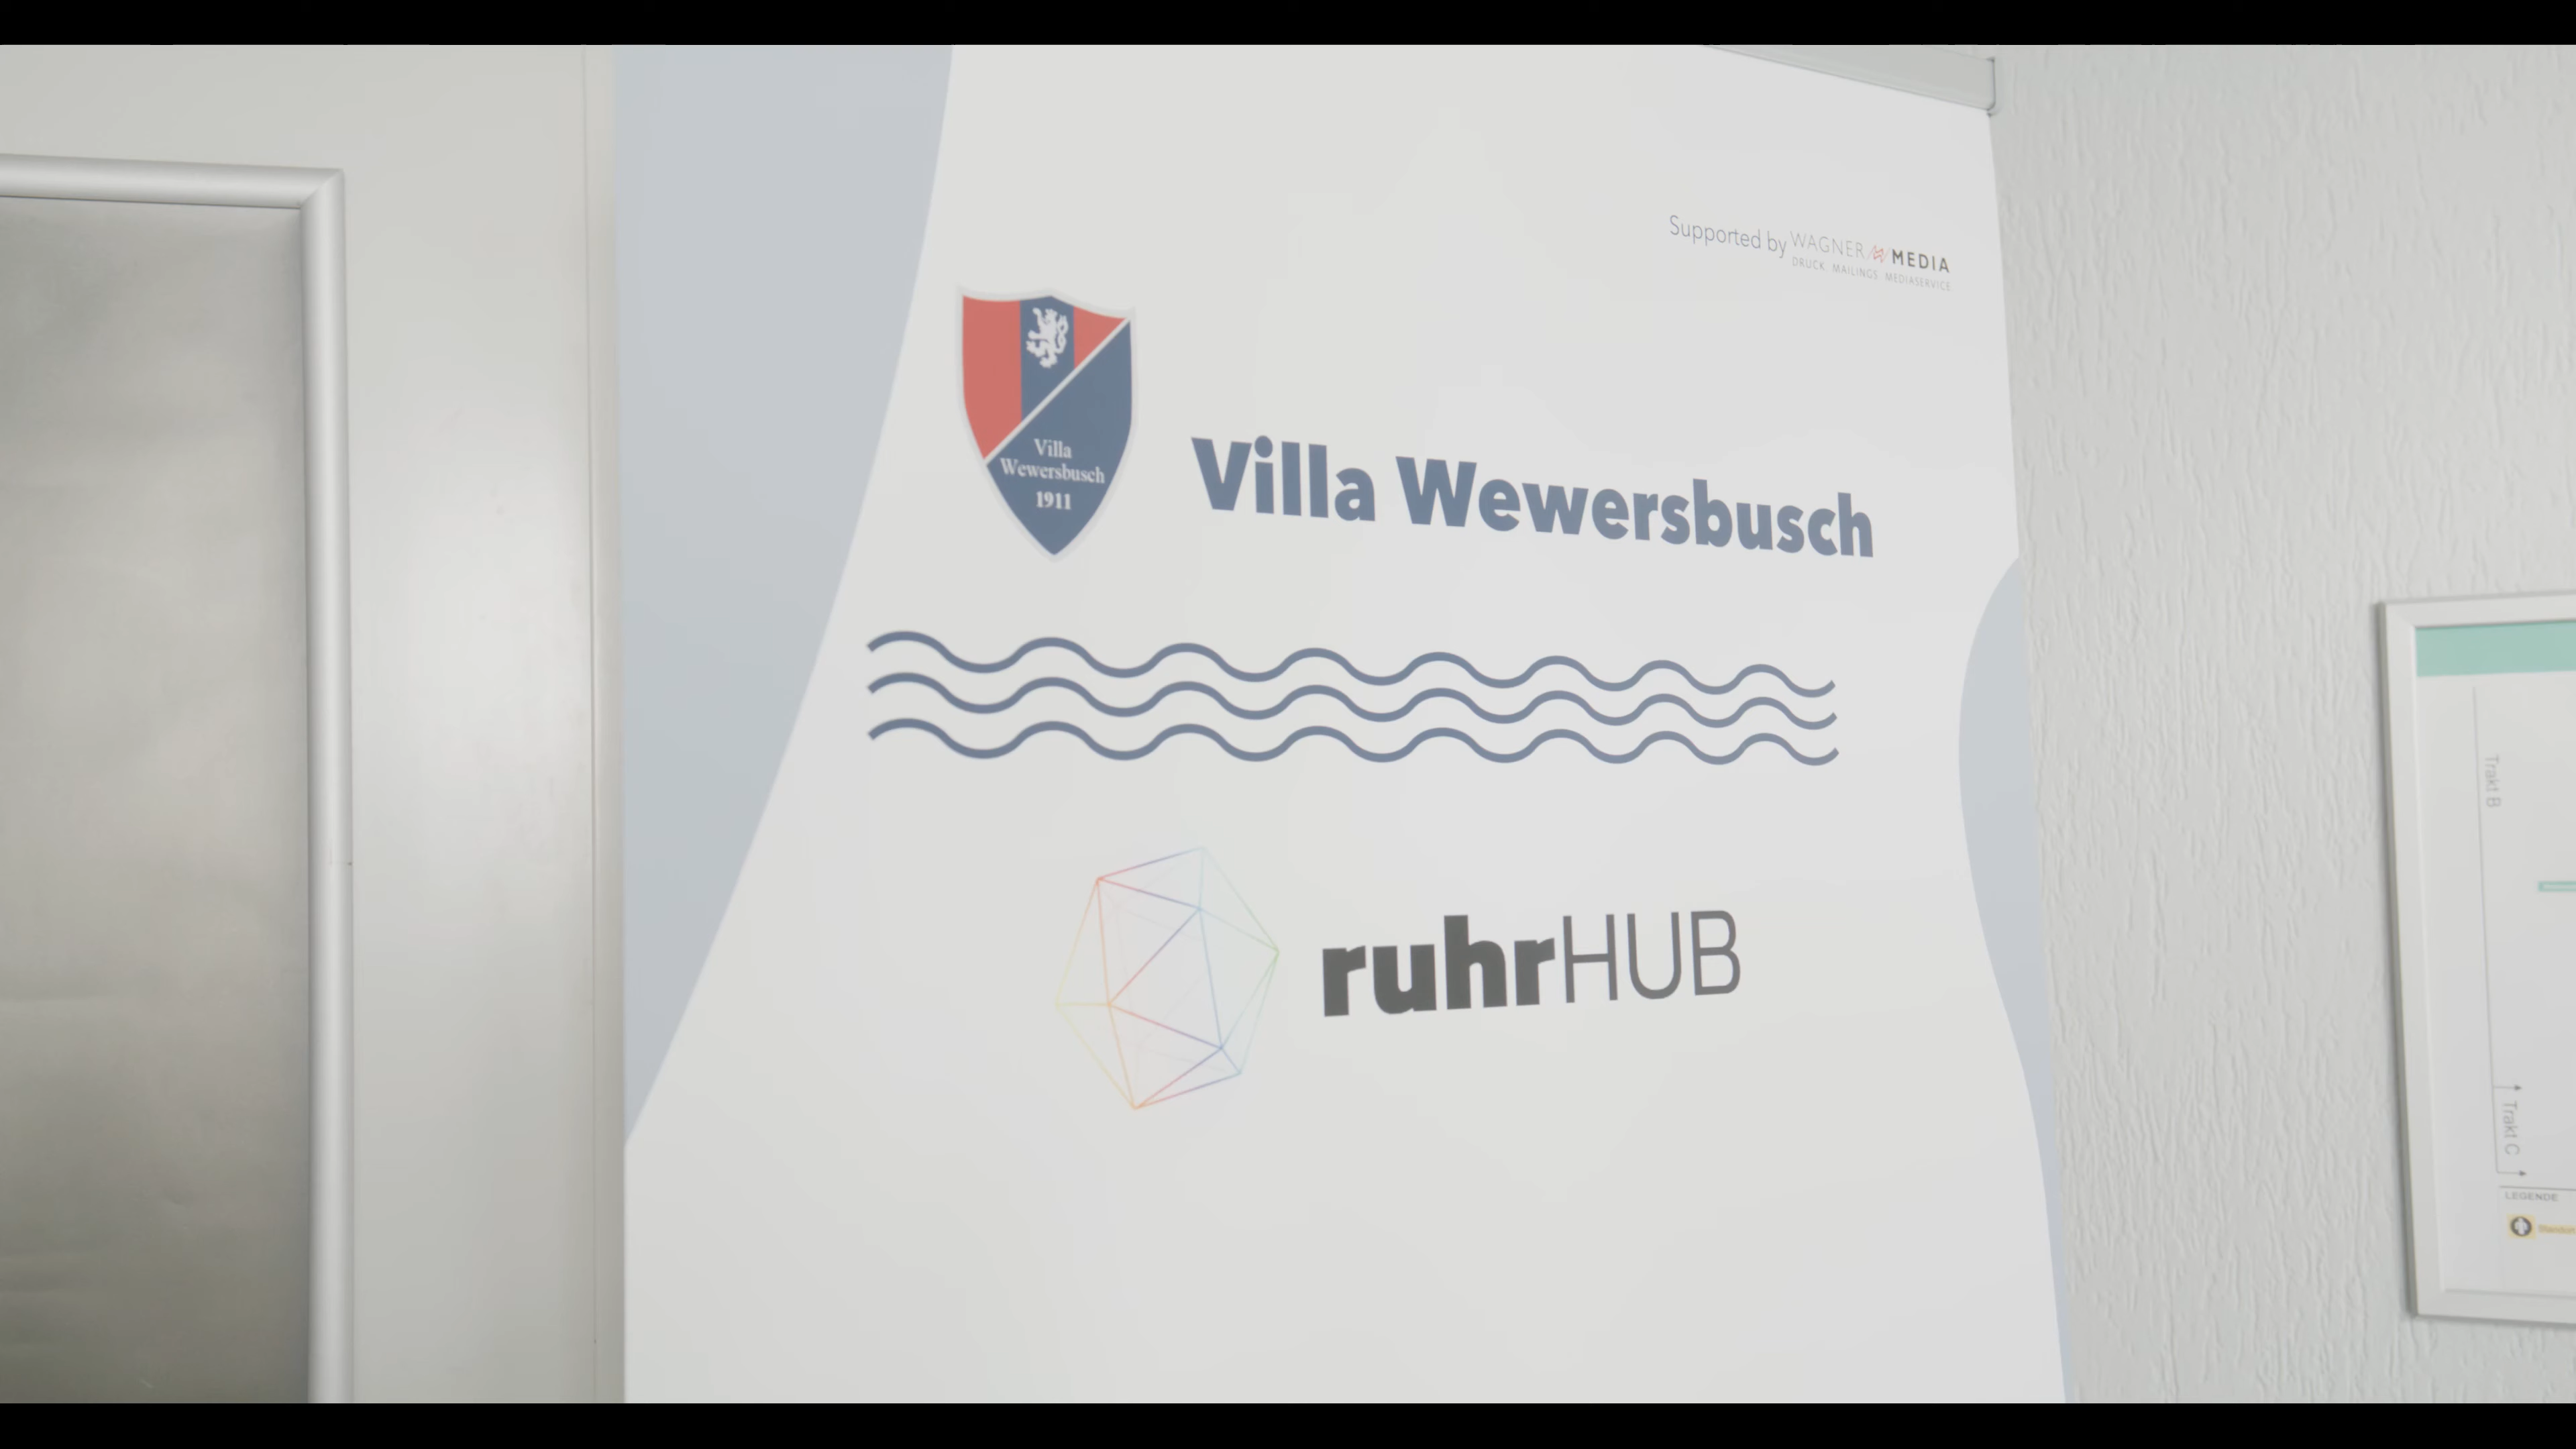 Supported by WAGNER MEDIA
DRUCK. MAILINGS. MEDIASERVICE
Villa
Wewersbusch
1911
Villa Wewersbusch
ruhrHUB
Trakt B
Trakt C
LEGENDE